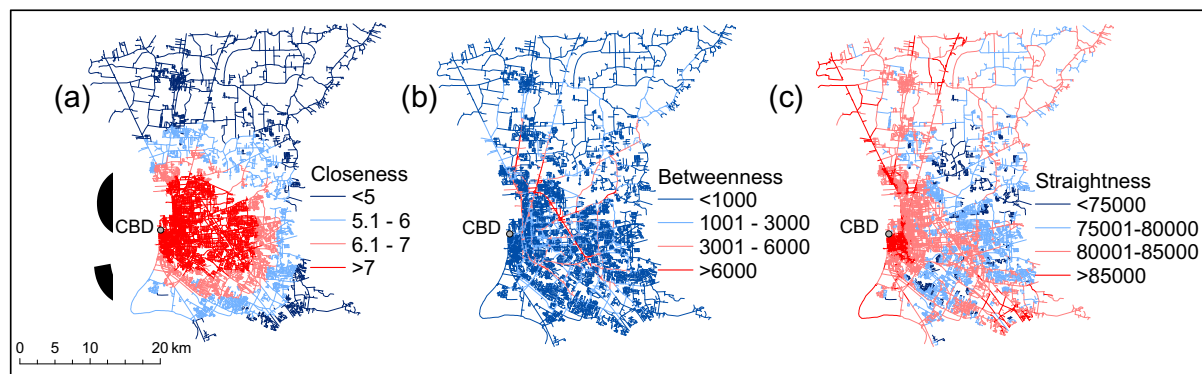 (a)
Closeness
<5
5.1 - 6
6.1 - 7
>7
CBD
0 5 10 20 km
(b)
Betweenness
<1000
1001 - 3000
3001 - 6000
>6000
CBD
(c)
Straightness
<75000
75001-80000
80001-85000
>85000
CBD